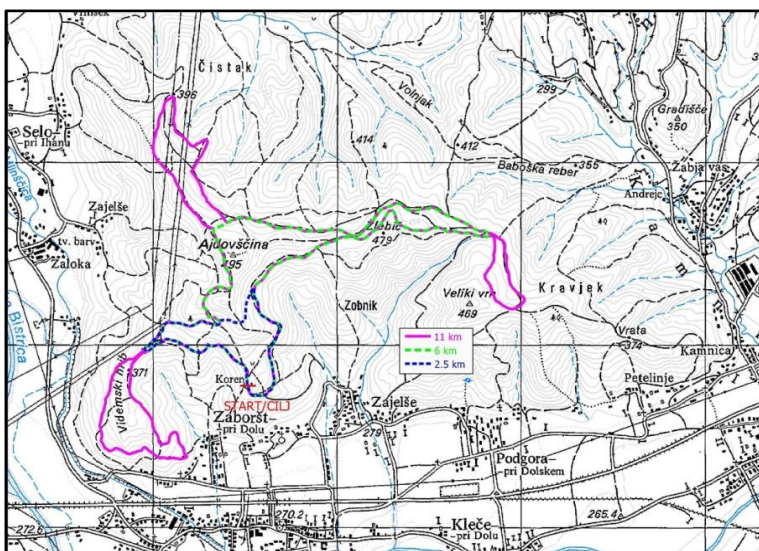 Čistak
396
Volnjak
299
Gradišče
350
Selo-
pri Ihanu
414
412
Baboška reber
355
Žabja vas
Andrejc
Zajelše
Ajdovščina
495
Žlebič
479
tv. barv
Zaloka
Veliki vrh
469
Kravjek
Zobnik
11 km
6 km
2.5 km
Vrata
374
Kamnica
Videmski hrib
371
Koren
START/CILJ
Petelinje
Zaboršt-
pri Dolu
Zajelše
279
Podgora-
pri Dolskem
272.6
270.2
265.4
Kleče-
pri Dolu
Bistrica